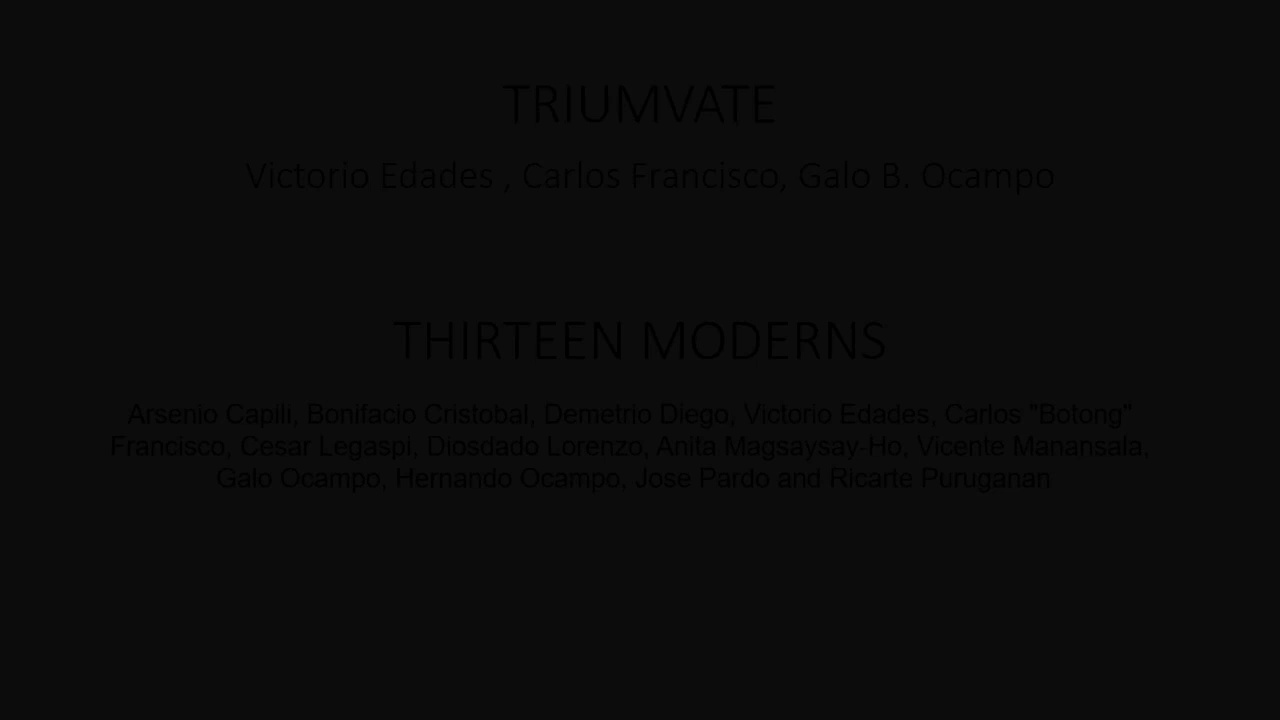 TRIUMVATE
Victorio Edades , Carlos Francisco, Galo B. Ocampo
THIRTEEN MODERNS
Arsenio Capili, Bonifacio Cristobal, Demetrio Diego, Victorio Edades, Carlos "Botong"
Francisco, Cesar Legaspi, Diosdado Lorenzo, Anita Magsaysay-Ho, Vicente Manansala,
Galo Ocampo, Hernando Ocampo, Jose Pardo and Ricarte Puruganan